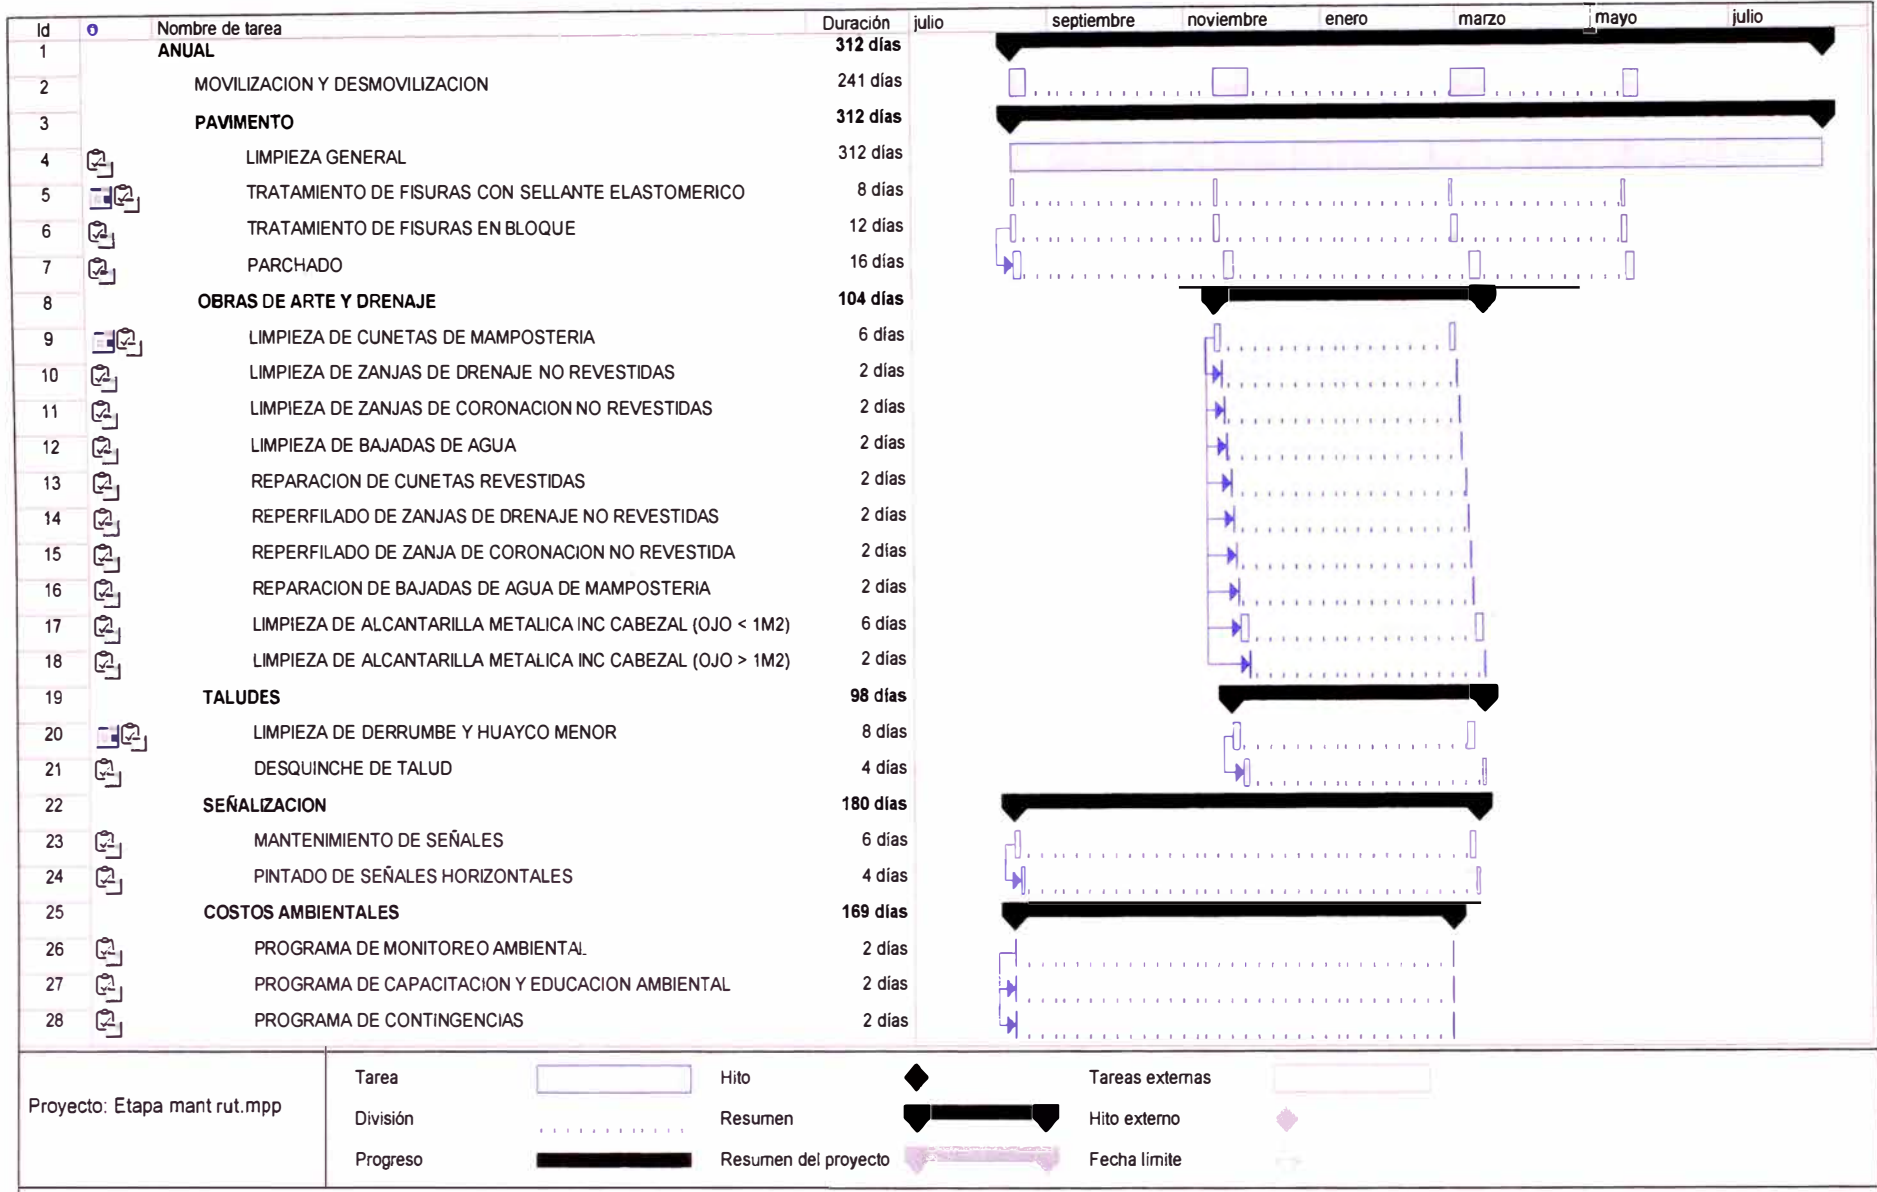 Id Nombre de tarea Duración julio septiembre noviembre enero marzo mayo julio
1 ANUAL 312 días
2 MOVILIZACION Y DESMOVILIZACION 241 días
3 PAVIMENTO 312 días
4 LIMPIEZA GENERAL 312 días
5 TRATAMIENTO DE FISURAS CON SELLANTE ELASTOMERICO 8 días
6 TRATAMIENTO DE FISURAS EN BLOQUE 12 días
7 PARCHADO 16 días
8 OBRAS DE ARTE Y DRENAJE 104 días
9 LIMPIEZA DE CUNETAS DE MAMPOSTERIA 6 días
10 LIMPIEZA DE ZANJAS DE DRENAJE NO REVESTIDAS 2 días
11 LIMPIEZA DE ZANJAS DE CORONACION NO REVESTIDAS 2 días
12 LIMPIEZA DE BAJADAS DE AGUA 2 días
13 REPARACION DE CUNETAS REVESTIDAS 2 días
14 REPERFILADO DE ZANJAS DE DRENAJE NO REVESTIDAS 2 días
15 REPERFILADO DE ZANJA DE CORONACION NO REVESTIDA 2 días
16 REPARACION DE BAJADAS DE AGUA DE MAMPOSTERIA 2 días
17 LIMPIEZA DE ALCANTARILLA METALICA INC CABEZAL (OJO < 1M2) 6 días
18 LIMPIEZA DE ALCANTARILLA METALICA INC CABEZAL (OJO > 1M2) 2 días
19 TALUDES 98 días
20 LIMPIEZA DE DERRUMBE Y HUAYCO MENOR 8 días
21 DESQUINCHE DE TALUD 4 días
22 SEÑALIZACION 180 días
23 MANTENIMIENTO DE SEÑALES 6 días
24 PINTADO DE SEÑALES HORIZONTALES 4 días
25 COSTOS AMBIENTALES 169 días
26 PROGRAMA DE MONITOREO AMBIENTAL 2 días
27 PROGRAMA DE CAPACITACION Y EDUCACION AMBIENTAL 2 días
28 PROGRAMA DE CONTINGENCIAS 2 días
Proyecto: Etapa mant rut.mpp
Tarea Hito Tareas externas
División Resumen Hito externo
Progreso Resumen del proyecto Fecha límite